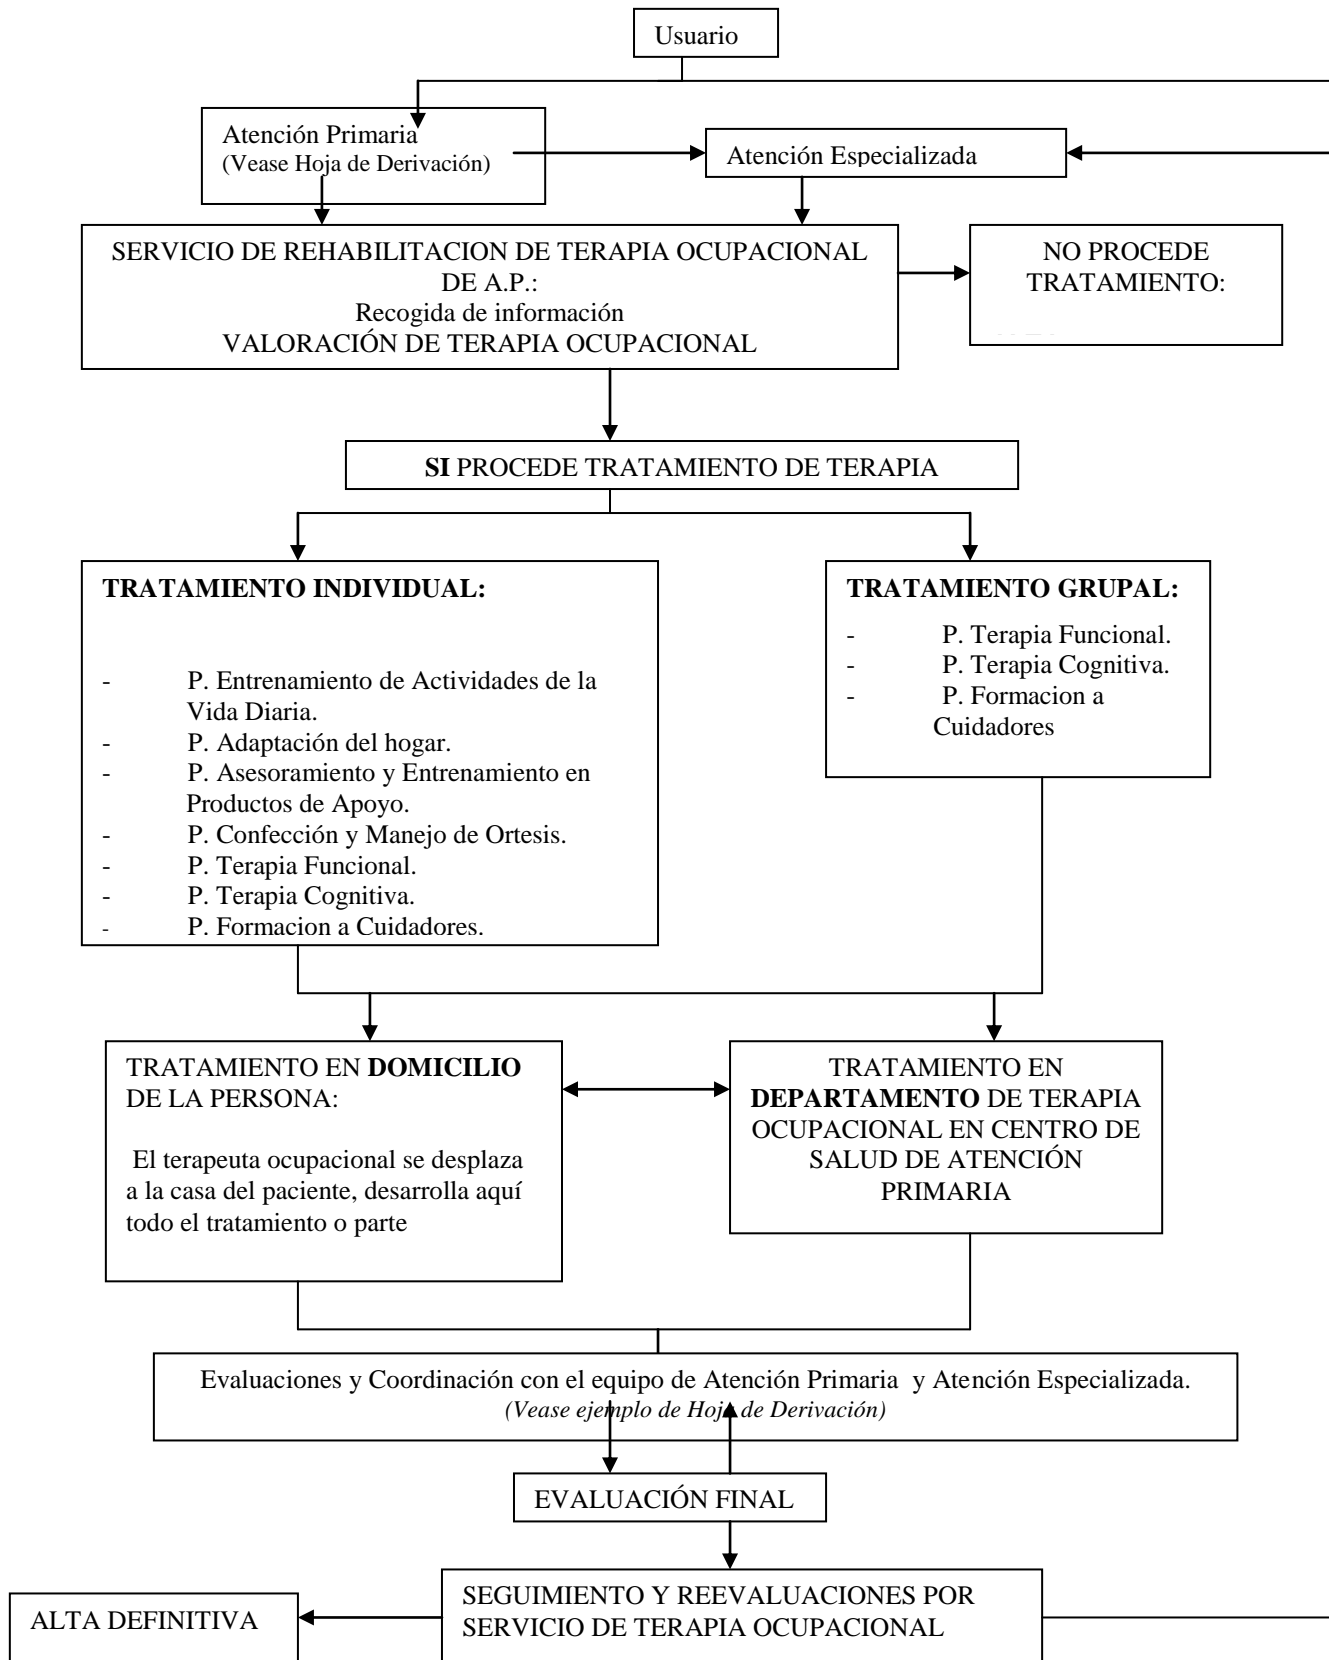 Usuario
Atención Primaria
(Vease Hoja de Derivación)
Atención Especializada
SERVICIO DE REHABILITACION DE TERAPIA OCUPACIONAL
DE A.P.:
Recogida de información
VALORACIÓN DE TERAPIA OCUPACIONAL
NO PROCEDE
TRATAMIENTO:
SI PROCEDE TRATAMIENTO DE TERAPIA
TRATAMIENTO INDIVIDUAL:
- P. Entrenamiento de Actividades de la
Vida Diaria.
- P. Adaptación del hogar.
- P. Asesoramiento y Entrenamiento en
Productos de Apoyo.
- P. Confección y Manejo de Ortesis.
- P. Terapia Funcional.
- P. Terapia Cognitiva.
- P. Formacion a Cuidadores.
TRATAMIENTO GRUPAL:
- P. Terapia Funcional.
- P. Terapia Cognitiva.
- P. Formacion a
Cuidadores
TRATAMIENTO EN DOMICILIO
DE LA PERSONA:
El terapeuta ocupacional se desplaza
a la casa del paciente, desarrolla aquí
todo el tratamiento o parte
TRATAMIENTO EN
DEPARTAMENTO DE TERAPIA
OCUPACIONAL EN CENTRO DE
SALUD DE ATENCIÓN
PRIMARIA
Evaluaciones y Coordinación con el equipo de Atención Primaria y Atención Especializada.
(Vease ejemplo de Hoja de Derivación)
EVALUACIÓN FINAL
SEGUIMIENTO Y REEVALUACIONES POR
SERVICIO DE TERAPIA OCUPACIONAL
ALTA DEFINITIVA